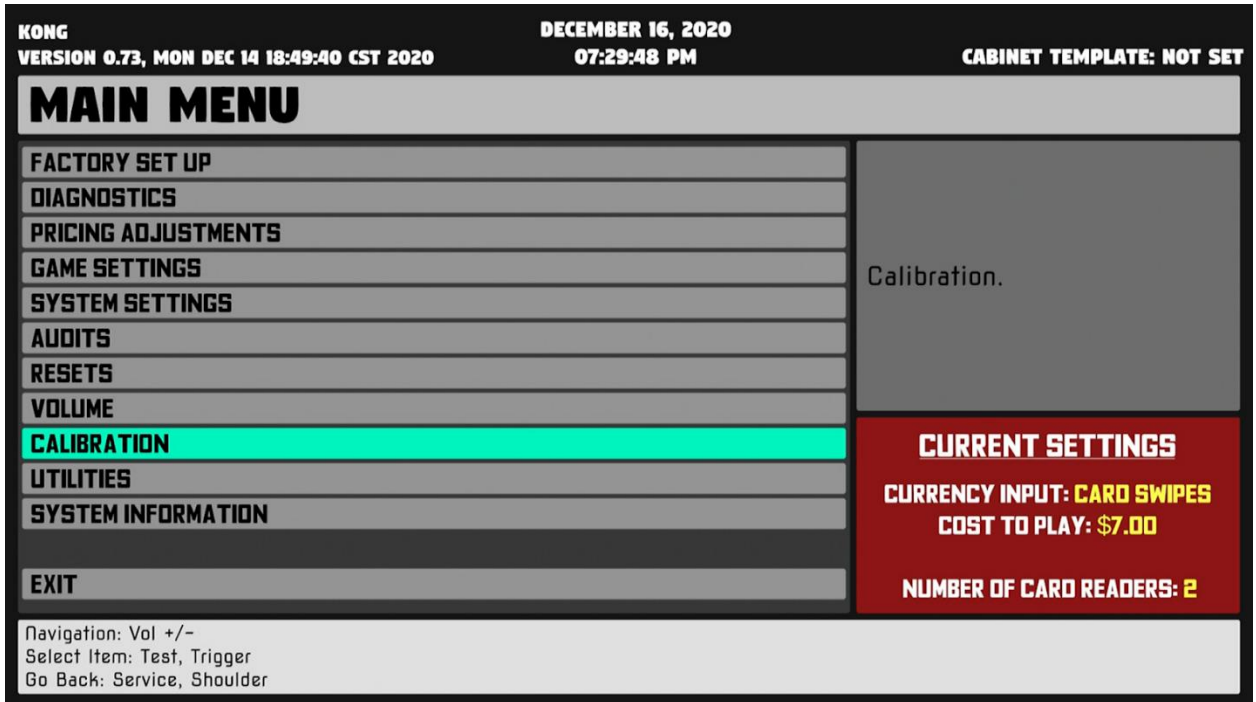 KONG
VERSION 0.73, MON DEC 14 18:49:40 CST 2020
DECEMBER 16, 2020
07:29:48 PM
CABINET TEMPLATE: NOT SET
MAIN MENU
FACTORY SET UP
DIAGNOSTICS
PRICING ADJUSTMENTS
GAME SETTINGS
SYSTEM SETTINGS
AUDITS
RESETS
VOLUME
CALIBRATION
UTILITIES
SYSTEM INFORMATION
EXIT
Calibration.
CURRENT SETTINGS
CURRENCY INPUT: CARD SWIPES
COST TO PLAY: $7.00
NUMBER OF CARD READERS: 2
Navigation: Vol +/-
Select Item: Test, Trigger
Go Back: Service, Shoulder